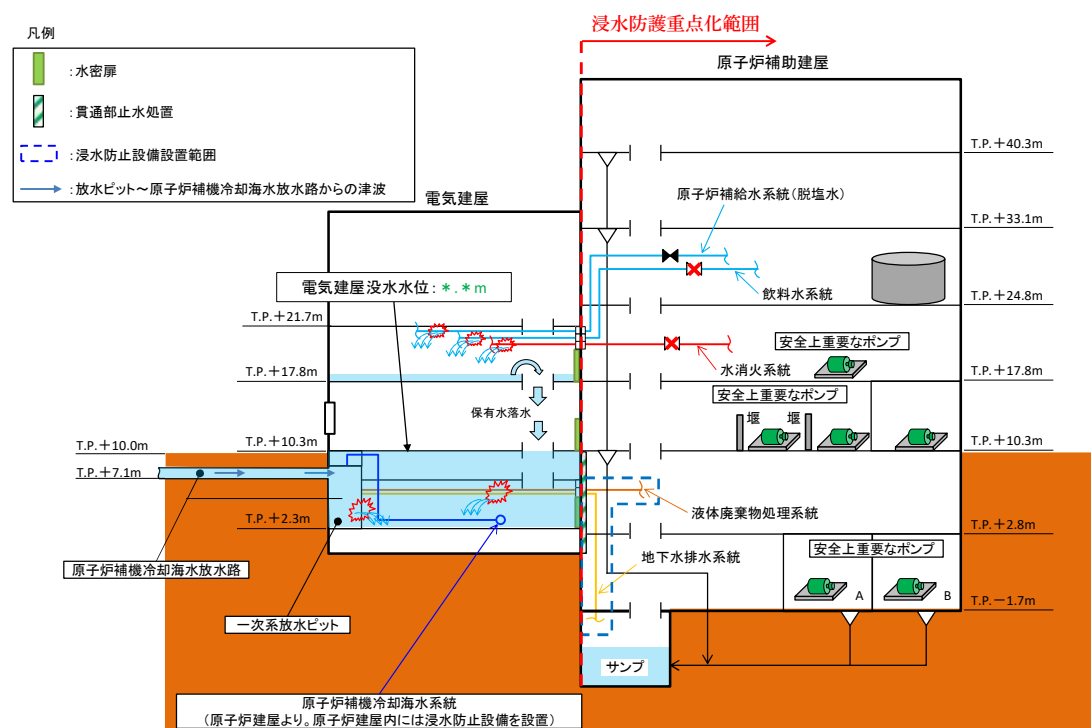 浸水防護重点化範囲
凡例
:水密扉
:貫通部止水処置
:浸水防止設備設置範囲
:放水ピット～原子炉補機冷却海水放水路からの津波
原子炉補助建屋
電気建屋
T.P.+40.3m
T.P.+33.1m
T.P.+24.8m
T.P.+17.8m
T.P.+10.3m
T.P.+2.8m
T.P.-1.7m
原子炉補給水系統(脱塩水)
飲料水系統
水消火系統
電気建屋没水水位:*.*m
T.P.+21.7m
T.P.+17.8m
T.P.+10.3m
T.P.+10.0m
T.P.+7.1m
T.P.+2.3m
保有水落水
安全上重要なポンプ
安全上重要なポンプ
堰
堰
液体廃棄物処理系統
地下水排水系統
安全上重要なポンプ
A
B
原子炉補機冷却海水放水路
一次系放水ピット
サンプ
原子炉補機冷却海水系統
(原子炉建屋より。原子炉建屋内には浸水防止設備を設置)